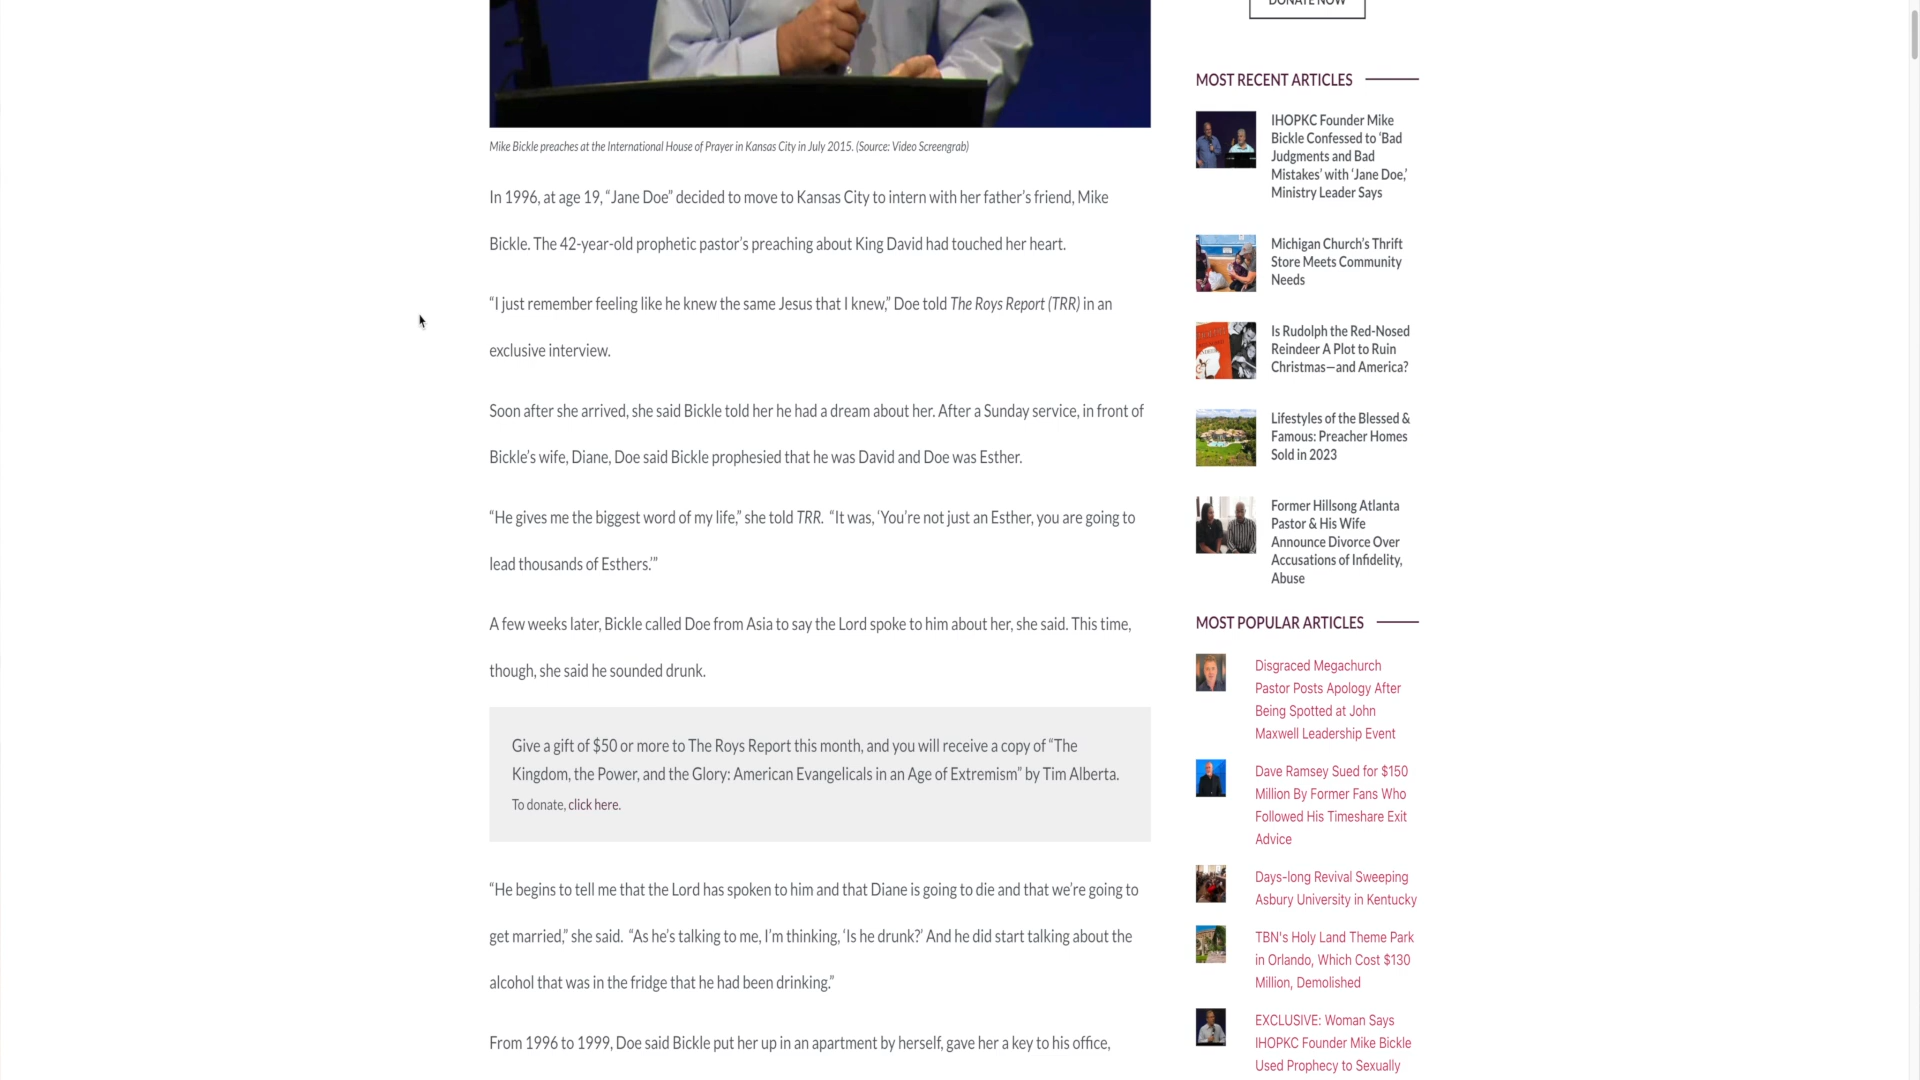 DONATE NOW
Mike Bickle preaches at the International House of Prayer in Kansas City in July 2015. (Source: Video Screengrab)
In 1996, at age 19, “Jane Doe” decided to move to Kansas City to intern with her father’s friend, Mike
Bickle. The 42-year-old prophetic pastor’s preaching about King David had touched her heart.
“I just remember feeling like he knew the same Jesus that I knew,” Doe told The Roys Report (TRR) in an
exclusive interview.
Soon after she arrived, she said Bickle told her he had a dream about her. After a Sunday service, in front of
Bickle’s wife, Diane, Doe said Bickle prophesied that he was David and Doe was Esther.
“He gives me the biggest word of my life,” she told TRR. “It was, ‘You’re not just an Esther, you are going to
lead thousands of Esthers.’”
A few weeks later, Bickle called Doe from Asia to say the Lord spoke to him about her, she said. This time,
though, she said he sounded drunk.
Give a gift of $50 or more to The Roys Report this month, and you will receive a copy of “The
Kingdom, the Power, and the Glory: American Evangelicals in an Age of Extremism” by Tim Alberta.
To donate, click here.
“He begins to tell me that the Lord has spoken to him and that Diane is going to die and that we’re going to
get married,” she said. “As he’s talking to me, I’m thinking, ‘Is he drunk?’ And he did start talking about the
alcohol that was in the fridge that he had been drinking.”
From 1996 to 1999, Doe said Bickle put her up in an apartment by herself, gave her a key to his office,
MOST RECENT ARTICLES
IHOPKC Founder Mike
Bickle Confessed to ‘Bad
Judgments and Bad
Mistakes’ with ‘Jane Doe,’
Ministry Leader Says
Michigan Church’s Thrift
Store Meets Community
Needs
Is Rudolph the Red-Nosed
Reindeer A Plot to Ruin
Christmas—and America?
Lifestyles of the Blessed &
Famous: Preacher Homes
Sold in 2023
Former Hillsong Atlanta
Pastor & His Wife
Announce Divorce Over
Accusations of Infidelity,
Abuse
MOST POPULAR ARTICLES
Disgraced Megachurch
Pastor Posts Apology After
Being Spotted at John
Maxwell Leadership Event
Dave Ramsey Sued for $150
Million By Former Fans Who
Followed His Timeshare Exit
Advice
Days-long Revival Sweeping
Asbury University in Kentucky
TBN's Holy Land Theme Park
in Orlando, Which Cost $130
Million, Demolished
EXCLUSIVE: Woman Says
IHOPKC Founder Mike Bickle
Used Prophecy to Sexually